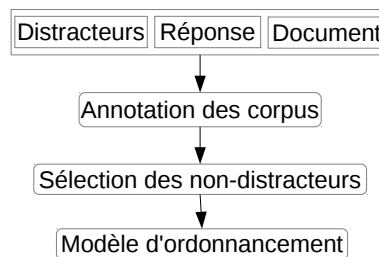 Distracteurs Réponse Document
Annotation des corpus
Sélection des non-distracteurs
Modèle d'ordonnancement